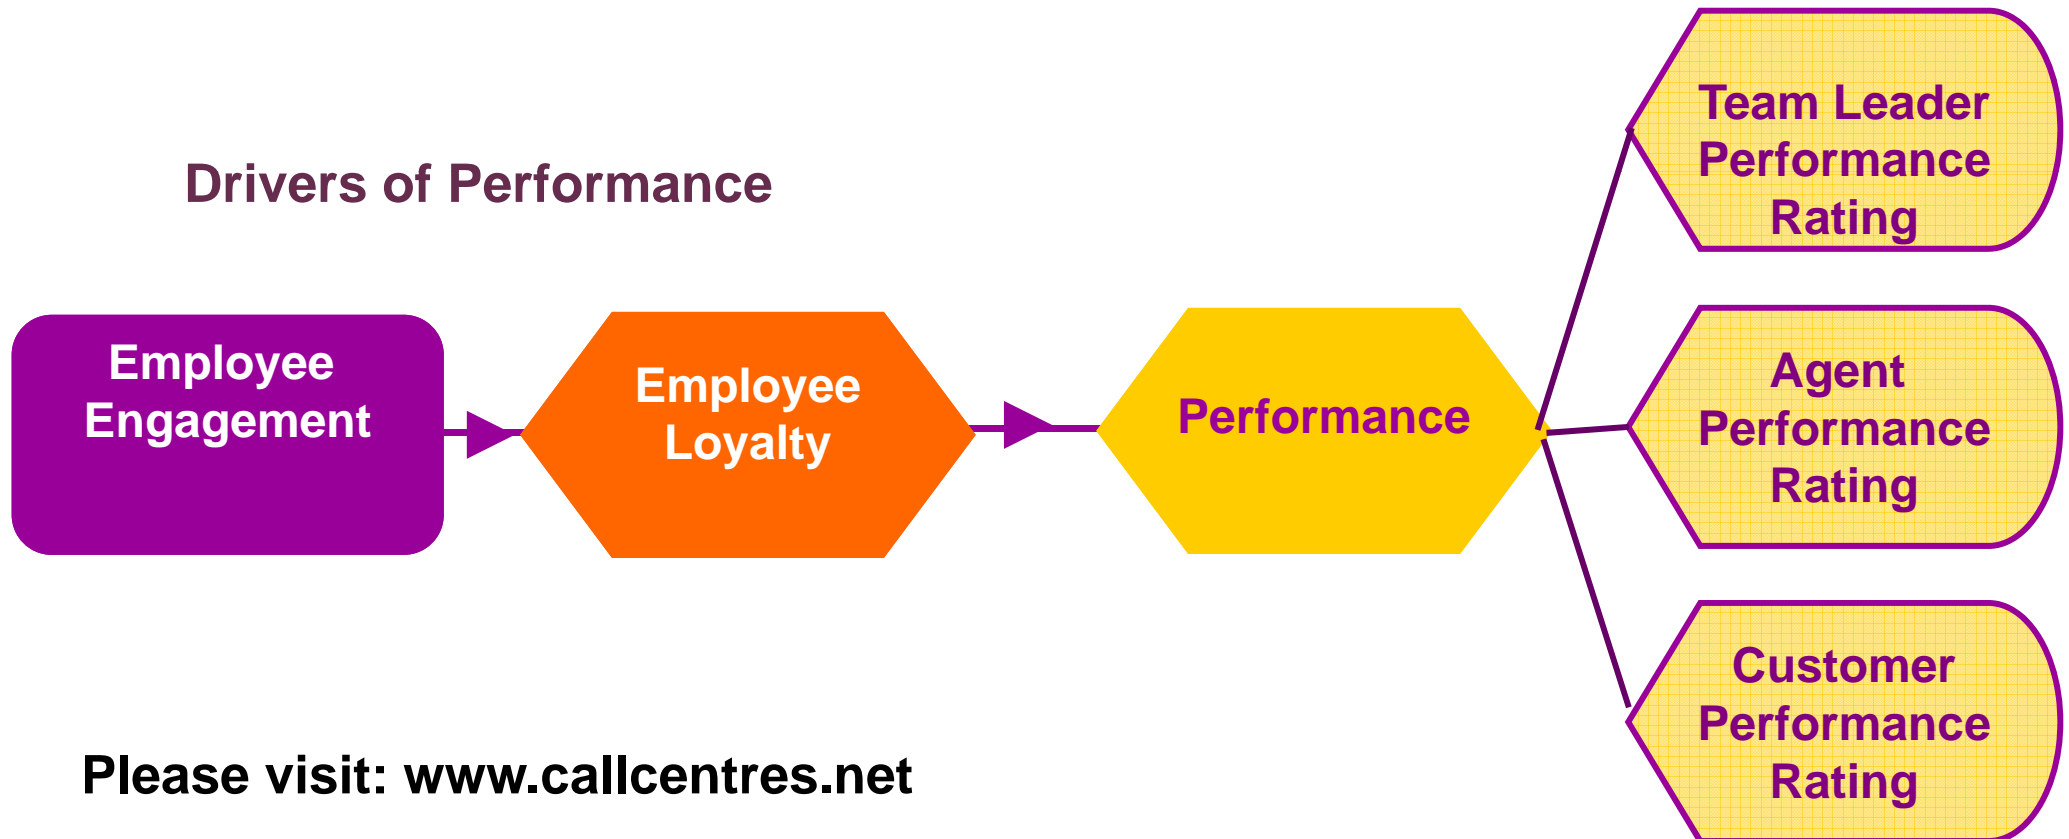 Drivers of Performance
Employee
Engagement
Employee
Loyalty
Performance
Team Leader
Performance
Rating
Agent
Performance
Rating
Customer
Performance
Rating
Please visit: www.callcentres.net